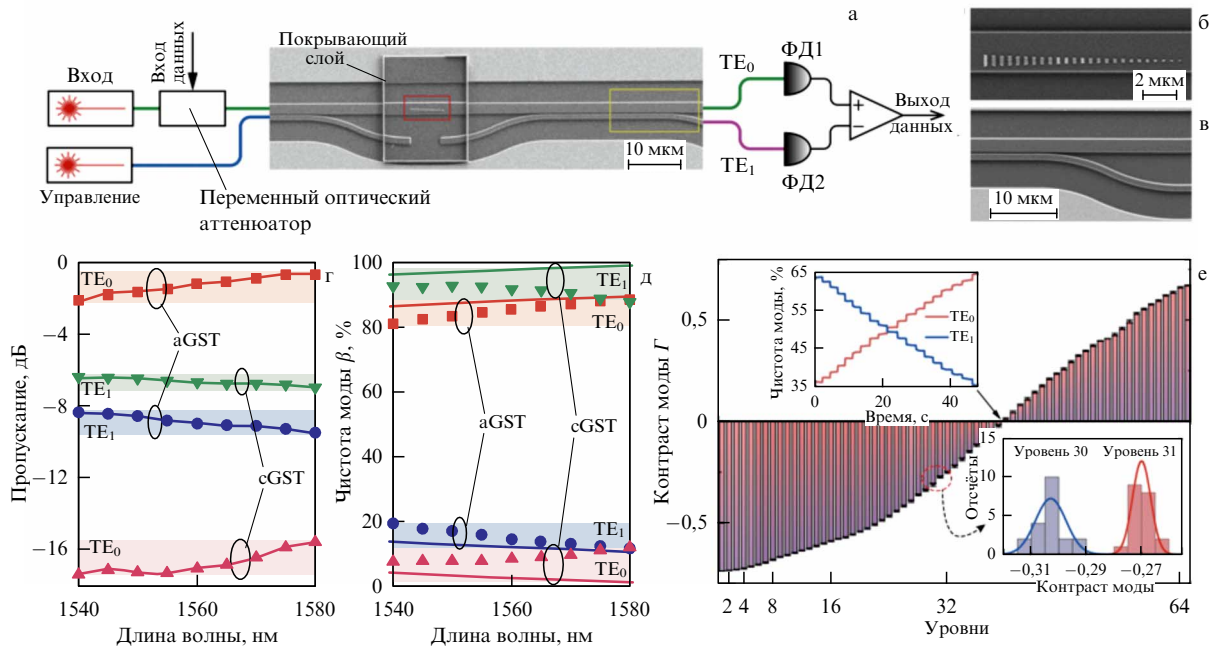 а
Покрывающий
слой
Вход
Вход
данных
Управление
Переменный оптический
аттенюатор
10 мкм
TE0
TE1
ФД1
ФД2
+
−
Выход
данных
б
2 мкм
в
10 мкм
г
Пропускание, дБ
0
−4
−8
−12
−16
TE0
aGST
TE1
TE1
cGST
TE0
1540
1560
1580
Длина волны, нм
д
Чистота моды β, %
100
80
60
40
20
0
TE1
TE0
aGST
cGST
TE1
TE0
1540
1560
1580
Длина волны, нм
е
Контраст моды Γ
0,5
0
−0,5
Чистота моды, %
65
55
45
35
TE0
TE1
0
20
40
Время, с
Отсчёты
15
10
5
0
Уровень 30
Уровень 31
−0,31
−0,29
−0,27
Контраст моды
2 4 8 16 32 64
Уровни